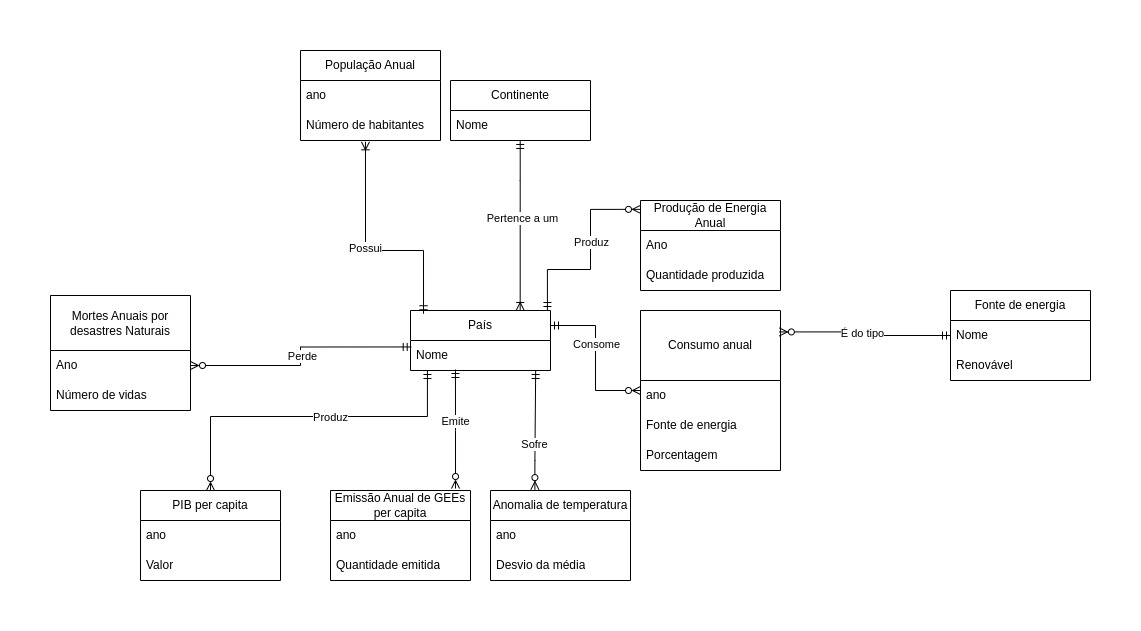 População Anual
ano
Número de habitantes
Continente
Nome
Pertence a um
Possui
Produz
Produção de Energia
Anual
Ano
Quantidade produzida
Mortes Anuais por
desastres Naturais
Ano
Número de vidas
Perde
País
Nome
Consome
Consumo anual
ano
Fonte de energia
Porcentagem
É do tipo
Fonte de energia
Nome
Renovável
Produz
Emite
Sofre
PIB per capita
ano
Valor
Emissão Anual de GEEs
per capita
ano
Quantidade emitida
Anomalia de temperatura
ano
Desvio da média